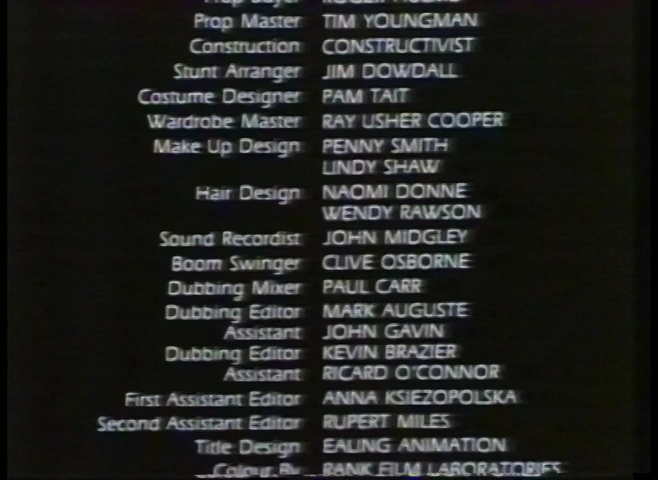 Prop Master TIM YOUNGMAN
Construction CONSTRUCTIVIST
Stunt Arranger JIM DOWDALL
Costume Designer PAM TAIT
Wardrobe Master RAY USHER COOPER
Make Up Design PENNY SMITH
LINDY SHAW
Hair Design NAOMI DONNE
WENDY RAWSON
Sound Recordist JOHN MIDGLEY
Boom Swinger CLIVE OSBORNE
Dubbing Mixer PAUL CARR
Dubbing Editor MARK AUGUSTE
Assistant JOHN GAVIN
Dubbing Editor KEVIN BRAZIER
Assistant RICARD O'CONNOR
First Assistant Editor ANNA KSIEZOPOLSKA
Second Assistant Editor RUPERT MILES
Title Design EALING ANIMATION
Colour By RANK FILM LABORATORIES